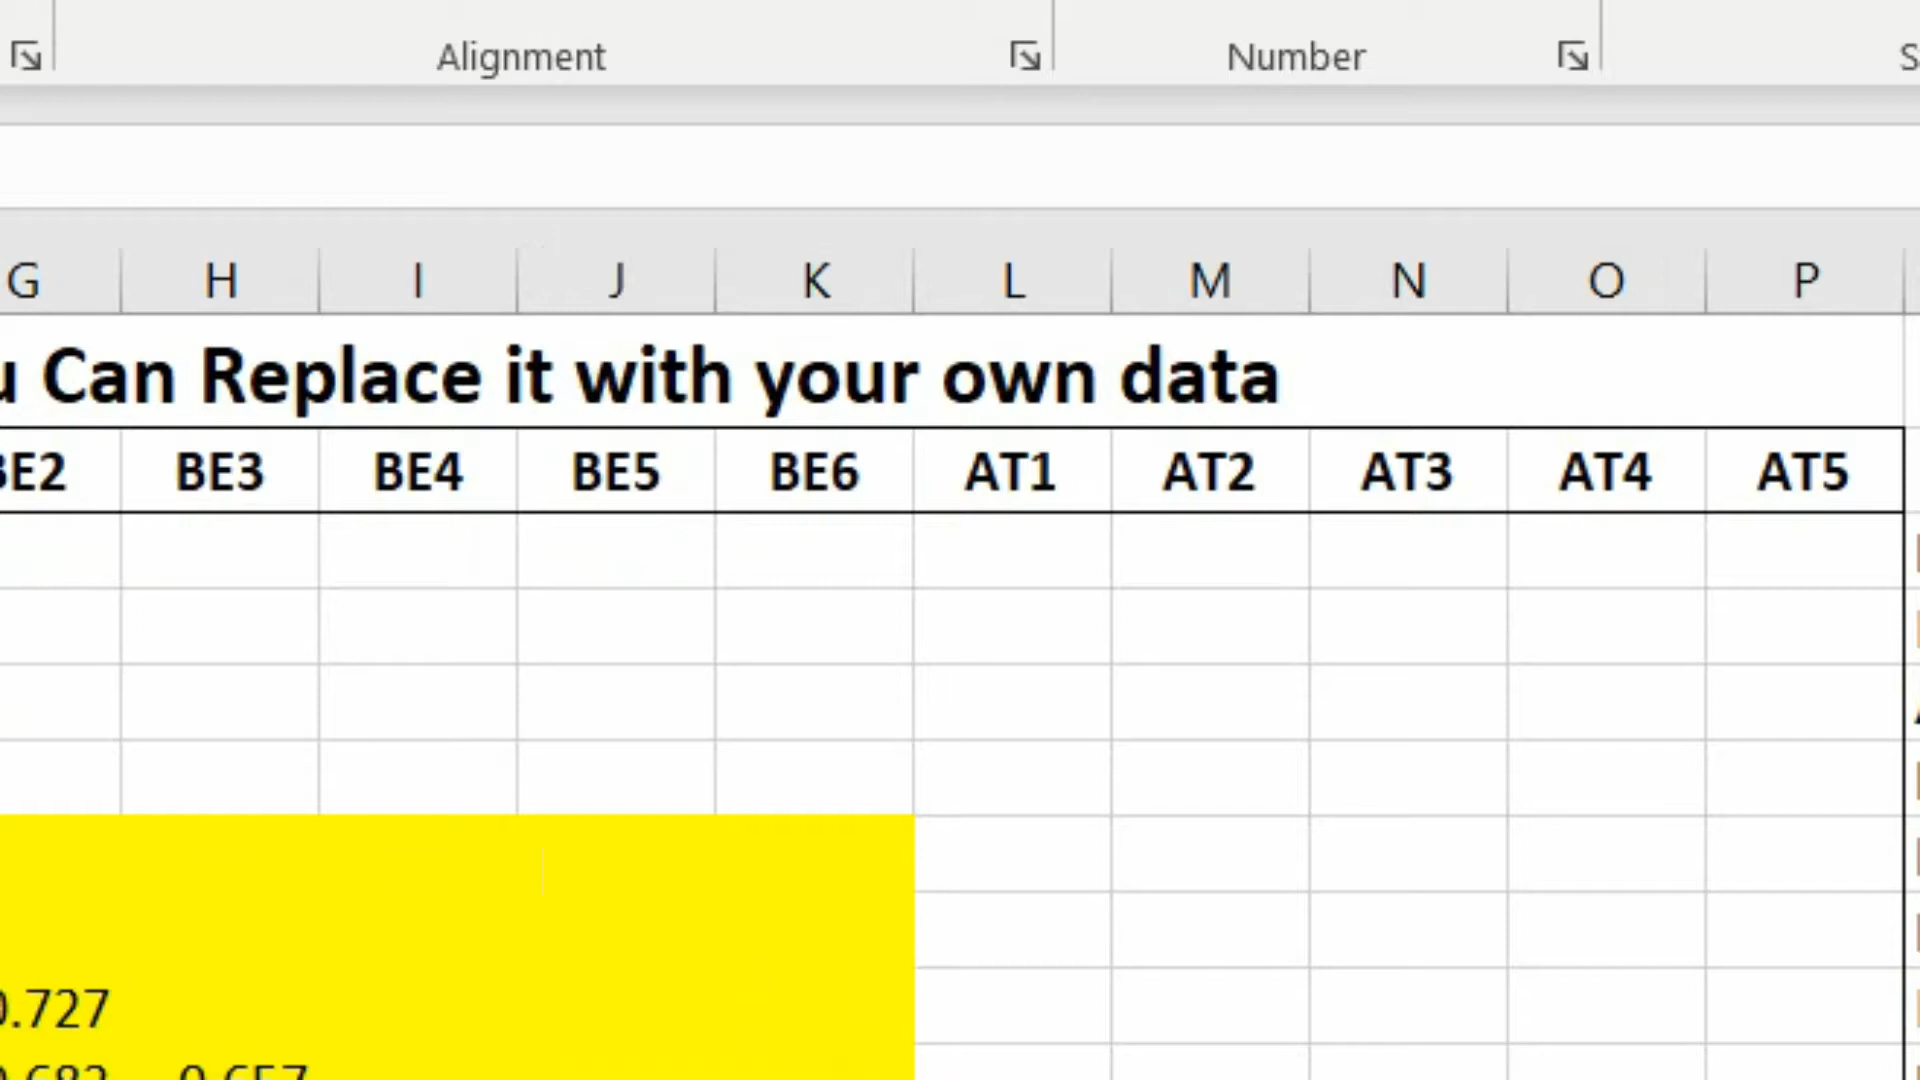 Alignment Number
G H I J K L M N O P
Can Replace it with your own data
BE2 BE3 BE4 BE5 BE6 AT1 AT2 AT3 AT4 AT5
0.727
0.682 0.657